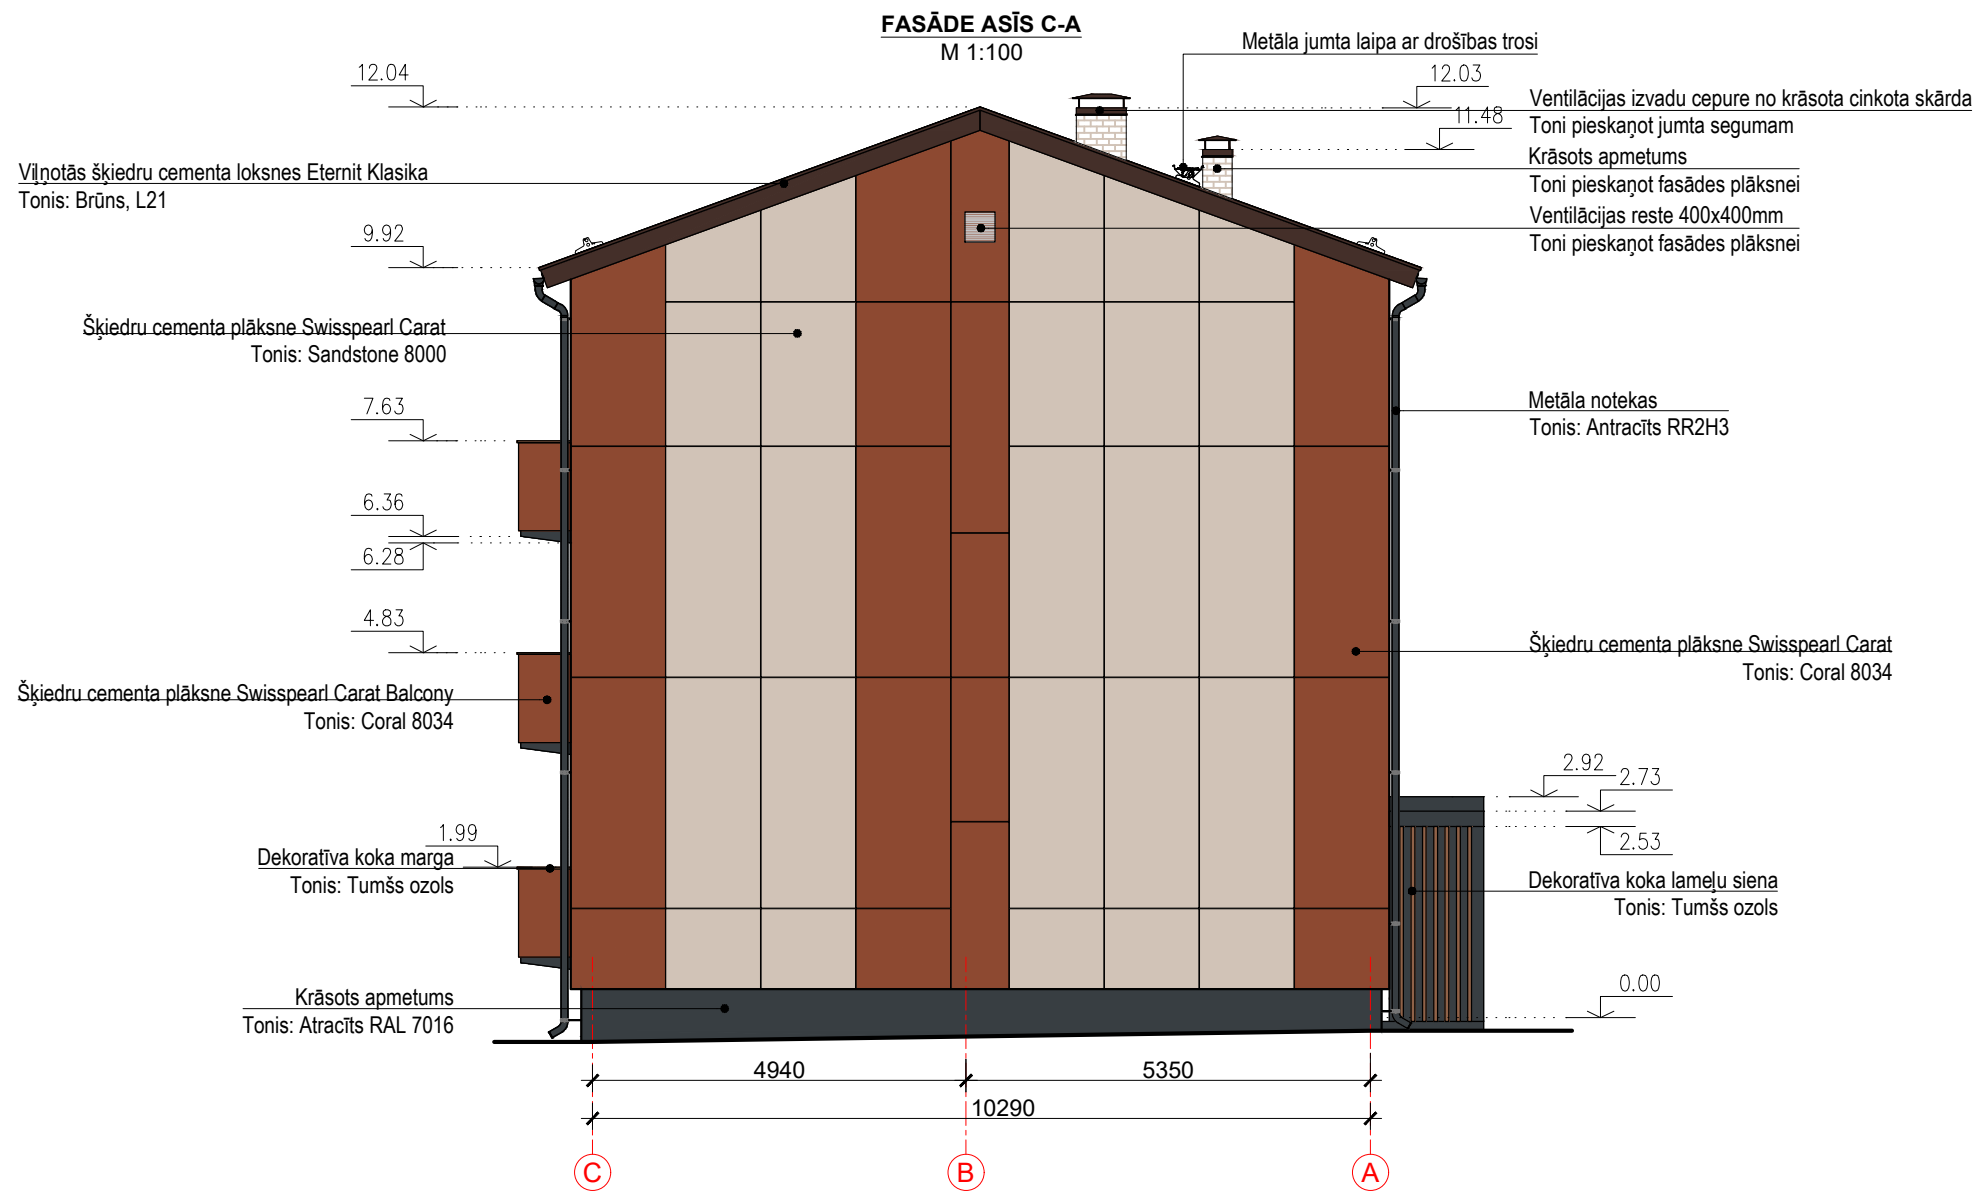 FASĀDE ASĪS C-A
M 1:100
Metāla jumta laipa ar drošības trosi
12.04
12.03
Ventilācijas izvadu cepure no krāsota cinkota skārda
Toni pieskaņot jumta segumam
11.48
Krāsots apmetums
Toni pieskaņot fasādes plāksnei
Viļņotās šķiedru cementa loksnes Eternit Klasika
Tonis: Brūns, L21
Ventilācijas reste 400x400mm
Toni pieskaņot fasādes plāksnei
9.92
Šķiedru cementa plāksne Swisspearl Carat
Tonis: Sandstone 8000
7.63
Metāla notekas
Tonis: Antracīts RR2H3
6.36
6.28
4.83
Šķiedru cementa plāksne Swisspearl Carat
Tonis: Coral 8034
Šķiedru cementa plāksne Swisspearl Carat Balcony
Tonis: Coral 8034
2.92
2.73
2.53
1.99
Dekoratīva koka marga
Tonis: Tumšs ozols
Dekoratīva koka lameļu siena
Tonis: Tumšs ozols
0.00
Krāsots apmetums
Tonis: Atracīts RAL 7016
4940
5350
10290
C
B
A